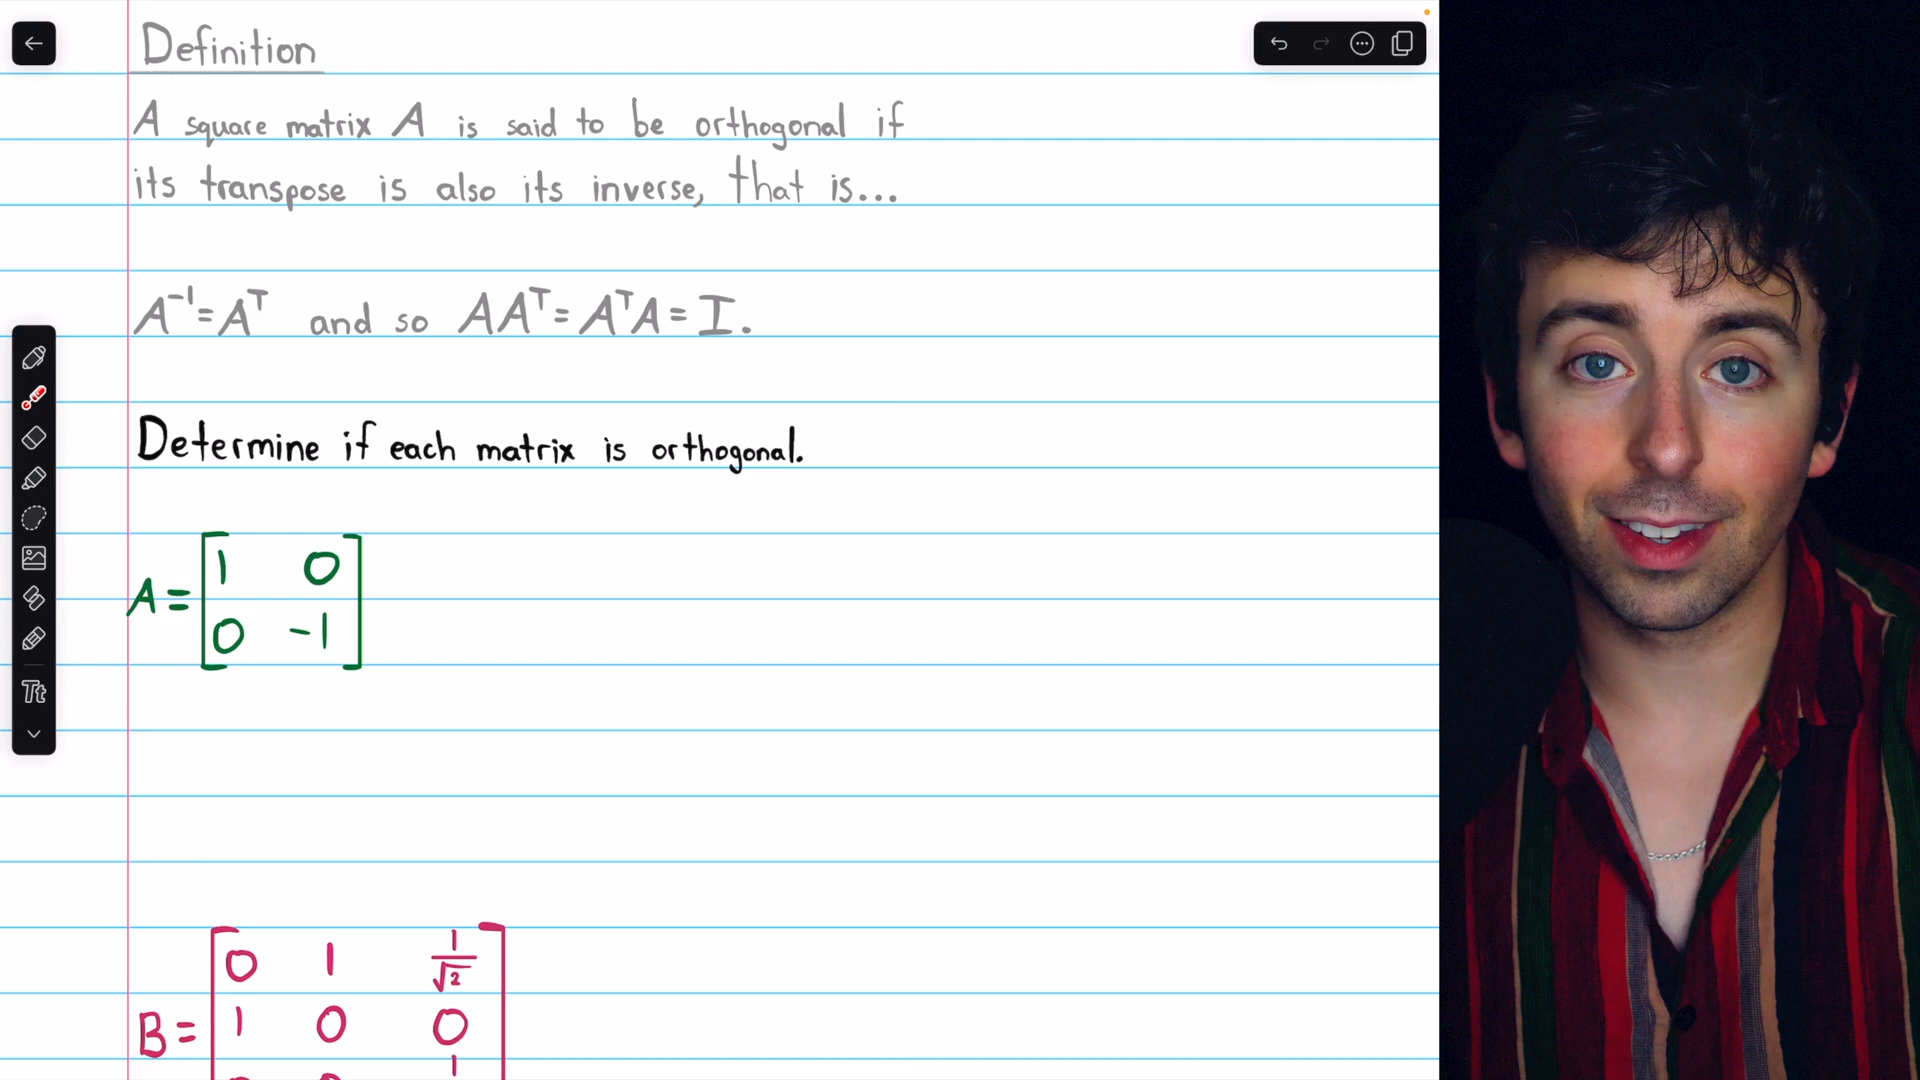 Definition
A square matrix A is said to be orthogonal if
its transpose is also its inverse, that is...
A⁻¹=Aᵀ and so AAᵀ=AᵀA=I.
Determine if each matrix is orthogonal.
A= [1 0
0 -1]
B= [0 1 1/√2
1 0 0
1
Tt